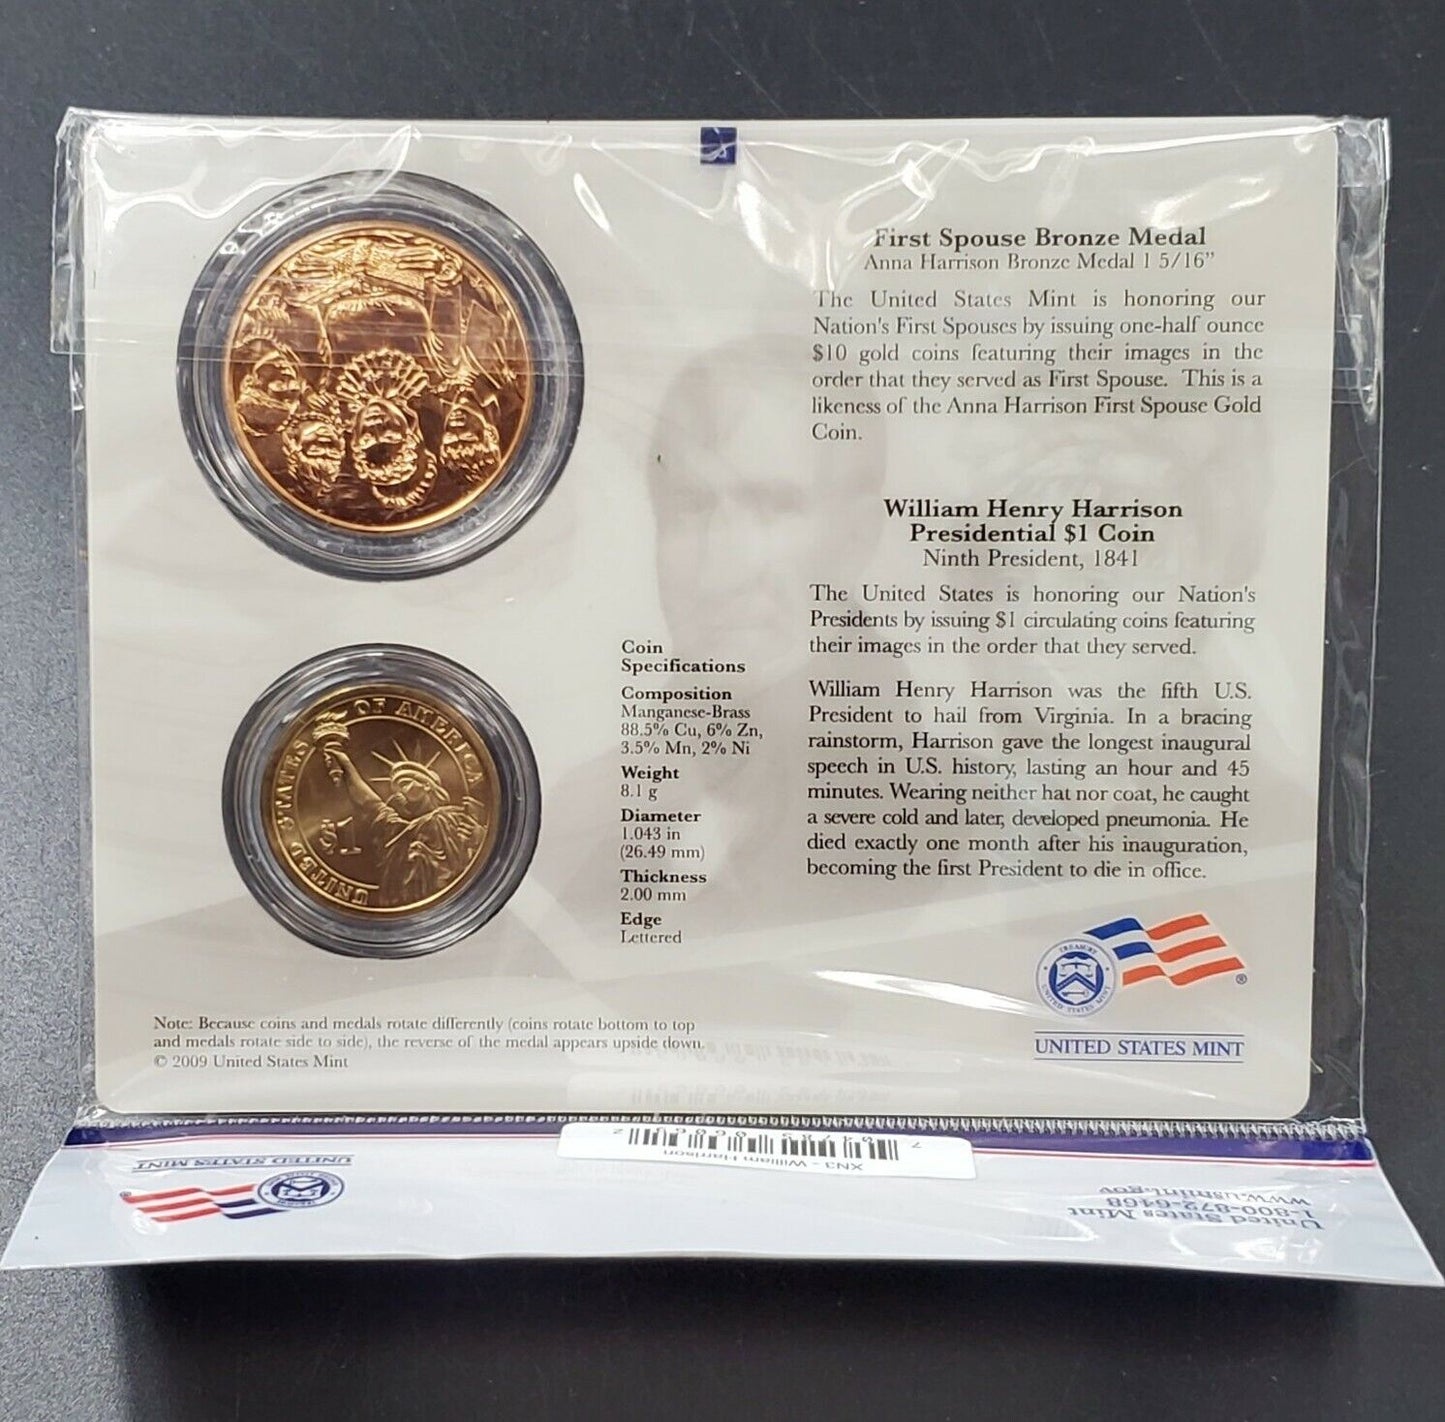 First Spouse Bronze Medal
Anna Harrison Bronze Medal 1 5/16”
The United States Mint is honoring our
Nation's First Spouses by issuing one-half ounce
$10 gold coins featuring their images in the
order that they served as First Spouse. This is a
likeness of the Anna Harrison First Spouse Gold
Coin.
William Henry Harrison
Presidential $1 Coin
Ninth President, 1841
The United States is honoring our Nation's
Presidents by issuing $1 circulating coins featuring
their images in the order that they served.
William Henry Harrison was the fifth U.S.
President to hail from Virginia. In a bracing
rainstorm, Harrison gave the longest inaugural
speech in U.S. history, lasting an hour and 45
minutes. Wearing neither hat nor coat, he caught
a severe cold and later, developed pneumonia. He
died exactly one month after his inauguration,
becoming the first President to die in office.
Coin
Specifications
Composition
Manganese-Brass
88.5% Cu, 6% Zn,
3.5% Mn, 2% Ni
Weight
8.1 g
Diameter
1.043 in
(26.49 mm)
Thickness
2.00 mm
Edge
Lettered
UNITED STATES OF AMERICA
$1
TREASURY
UNITED STATES MINT
®
UNITED STATES MINT
Note: Because coins and medals rotate differently (coins rotate bottom to top
and medals rotate side to side), the reverse of the medal appears upside down.
© 2009 United States Mint
XN3 - William Harrison
UNITED STATES MINT
United States Mint
1-800-872-6468
www.usmint.gov